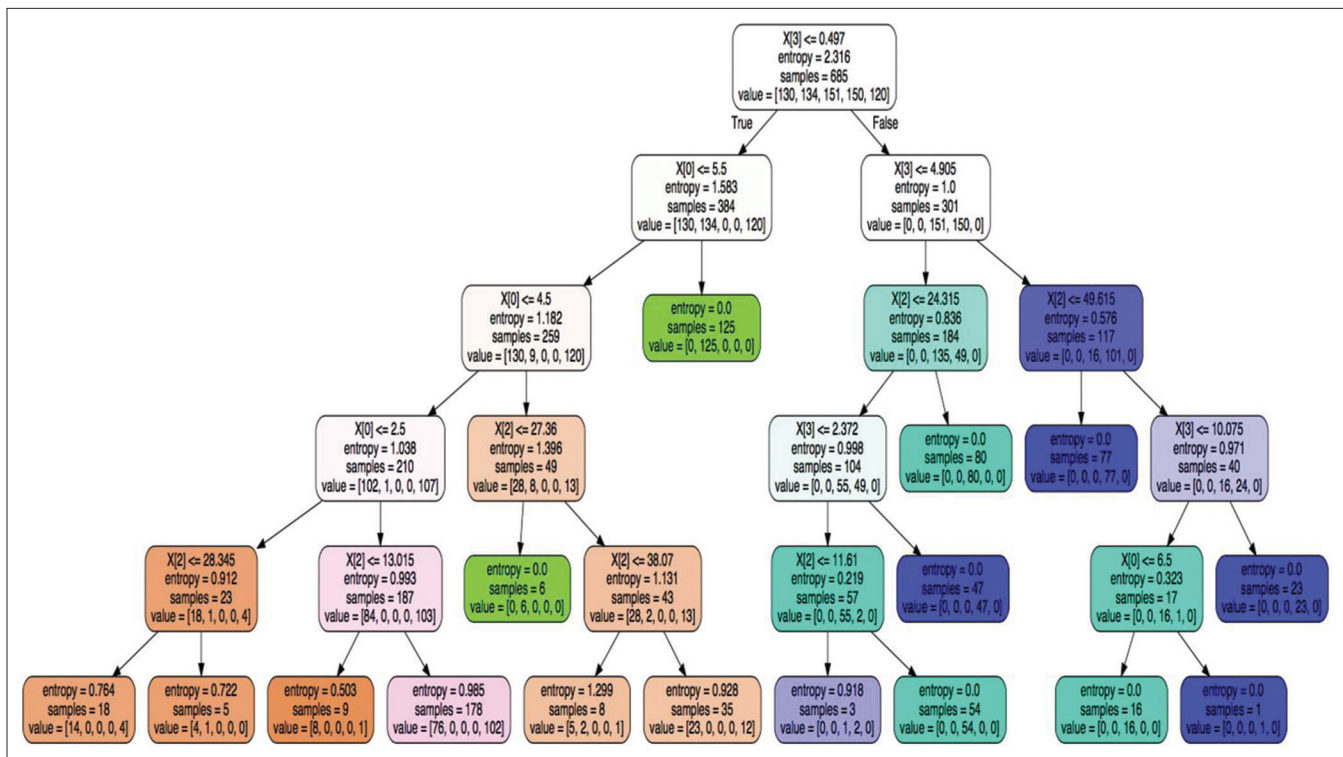 X[3] <= 0.497
entropy = 2.316
samples = 685
value = [130, 134, 151, 150, 120]
True
False
X[0] <= 5.5
entropy = 1.583
samples = 384
value = [130, 134, 0, 0, 120]
X[3] <= 4.905
entropy = 1.0
samples = 301
value = [0, 0, 151, 150, 0]
X[0] <= 4.5
entropy = 1.182
samples = 259
value = [130, 9, 0, 0, 120]
entropy = 0.0
samples = 125
value = [0, 125, 0, 0, 0]
X[2] <= 24.315
entropy = 0.836
samples = 184
value = [0, 0, 135, 49, 0]
X[2] <= 49.615
entropy = 0.576
samples = 117
value = [0, 0, 16, 101, 0]
X[0] <= 2.5
entropy = 1.038
samples = 210
value = [102, 1, 0, 0, 107]
X[2] <= 27.36
entropy = 1.396
samples = 49
value = [28, 8, 0, 0, 13]
X[3] <= 2.372
entropy = 0.998
samples = 104
value = [0, 0, 55, 49, 0]
entropy = 0.0
samples = 80
value = [0, 0, 80, 0, 0]
entropy = 0.0
samples = 77
value = [0, 0, 0, 77, 0]
X[3] <= 10.075
entropy = 0.971
samples = 40
value = [0, 0, 16, 24, 0]
X[2] <= 28.345
entropy = 0.912
samples = 23
value = [18, 1, 0, 0, 4]
X[2] <= 13.015
entropy = 0.993
samples = 187
value = [84, 0, 0, 0, 103]
entropy = 0.0
samples = 6
value = [0, 6, 0, 0, 0]
X[2] <= 38.07
entropy = 1.131
samples = 43
value = [28, 2, 0, 0, 13]
X[2] <= 11.61
entropy = 0.219
samples = 57
value = [0, 0, 55, 2, 0]
entropy = 0.0
samples = 47
value = [0, 0, 0, 47, 0]
X[0] <= 6.5
entropy = 0.323
samples = 17
value = [0, 0, 16, 1, 0]
entropy = 0.0
samples = 23
value = [0, 0, 0, 23, 0]
entropy = 0.764
samples = 18
value = [14, 0, 0, 0, 4]
entropy = 0.722
samples = 5
value = [4, 1, 0, 0, 0]
entropy = 0.503
samples = 9
value = [8, 0, 0, 0, 1]
entropy = 0.985
samples = 178
value = [76, 0, 0, 0, 102]
entropy = 1.299
samples = 8
value = [5, 2, 0, 0, 1]
entropy = 0.928
samples = 35
value = [23, 0, 0, 0, 12]
entropy = 0.918
samples = 3
value = [0, 0, 1, 2, 0]
entropy = 0.0
samples = 54
value = [0, 0, 54, 0, 0]
entropy = 0.0
samples = 16
value = [0, 0, 16, 0, 0]
entropy = 0.0
samples = 1
value = [0, 0, 0, 1, 0]